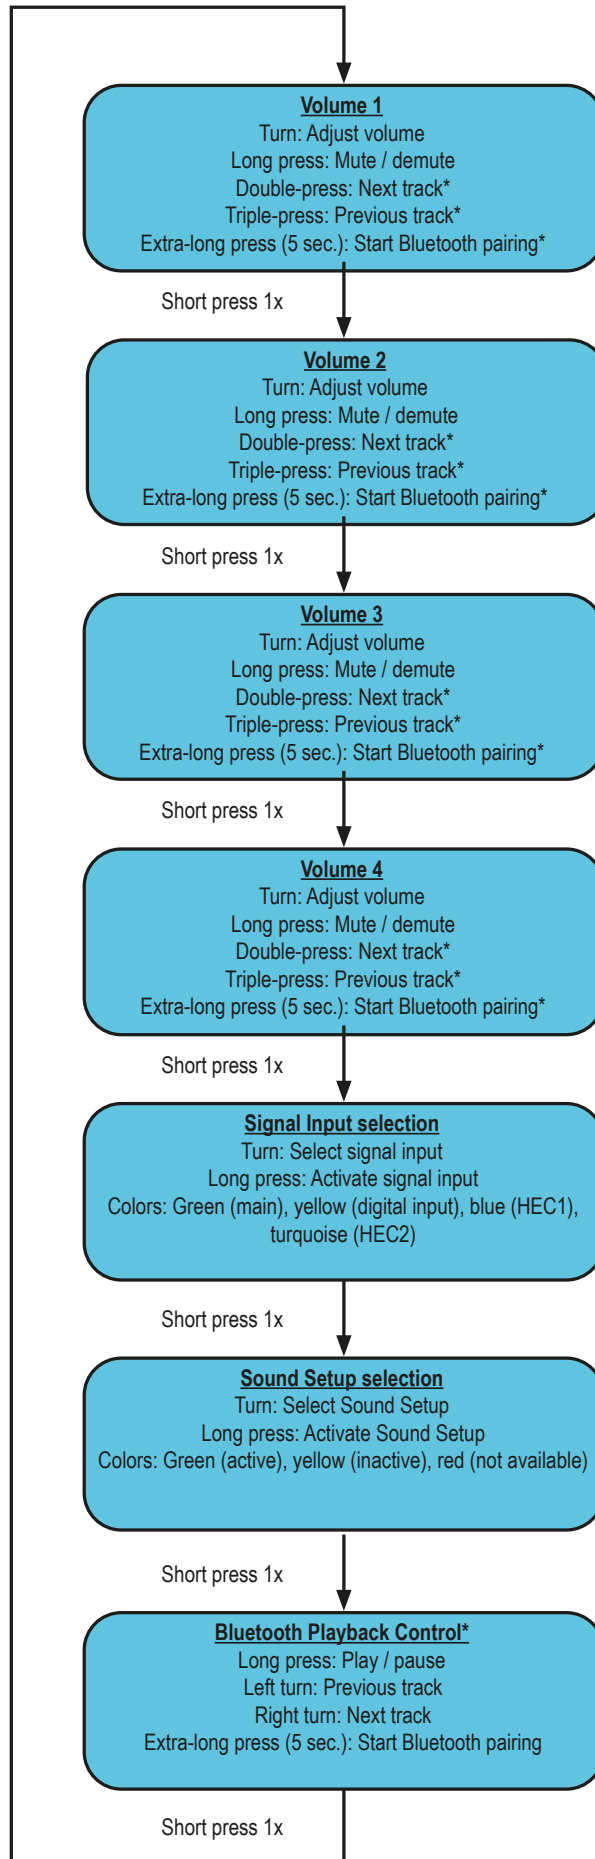 Volume 1
Turn: Adjust volume
Long press: Mute / demute
Double-press: Next track*
Triple-press: Previous track*
Extra-long press (5 sec.): Start Bluetooth pairing*
Short press 1x
Volume 2
Turn: Adjust volume
Long press: Mute / demute
Double-press: Next track*
Triple-press: Previous track*
Extra-long press (5 sec.): Start Bluetooth pairing*
Short press 1x
Volume 3
Turn: Adjust volume
Long press: Mute / demute
Double-press: Next track*
Triple-press: Previous track*
Extra-long press (5 sec.): Start Bluetooth pairing*
Short press 1x
Volume 4
Turn: Adjust volume
Long press: Mute / demute
Double-press: Next track*
Triple-press: Previous track*
Extra-long press (5 sec.): Start Bluetooth pairing*
Short press 1x
Signal Input selection
Turn: Select signal input
Long press: Activate signal input
Colors: Green (main), yellow (digital input), blue (HEC1),
turquoise (HEC2)
Short press 1x
Sound Setup selection
Turn: Select Sound Setup
Long press: Activate Sound Setup
Colors: Green (active), yellow (inactive), red (not available)
Short press 1x
Bluetooth Playback Control*
Long press: Play / pause
Left turn: Previous track
Right turn: Next track
Extra-long press (5 sec.): Start Bluetooth pairing
Short press 1x